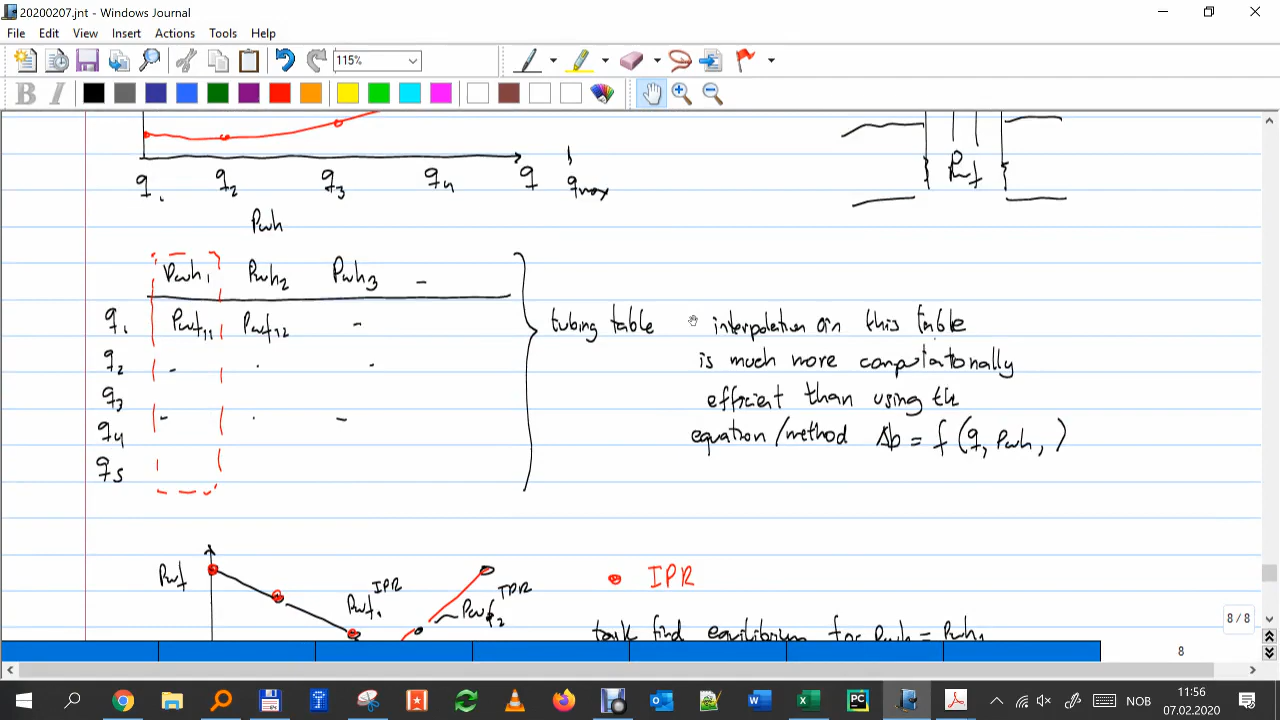 20200207.jnt - Windows Journal
File Edit View Insert Actions Tools Help
115%
q1 q2 q3 q4 q qmax
Pwf
Pwh
Pwh1 Pwh2 Pwh3 -
q1 Pwf11 Pwf12 -
q2
q3
q4
q5
tubing table
interpolation on this table
is much more computationally
efficient than using the
equation/method Δp = f(q, Pwh, )
Pwf
Pwf1 IPR
Pwf2 TPR
IPR
task find equilibrium for Pwh = Pwh1
8/8
8
NOB
11:56
07.02.2020